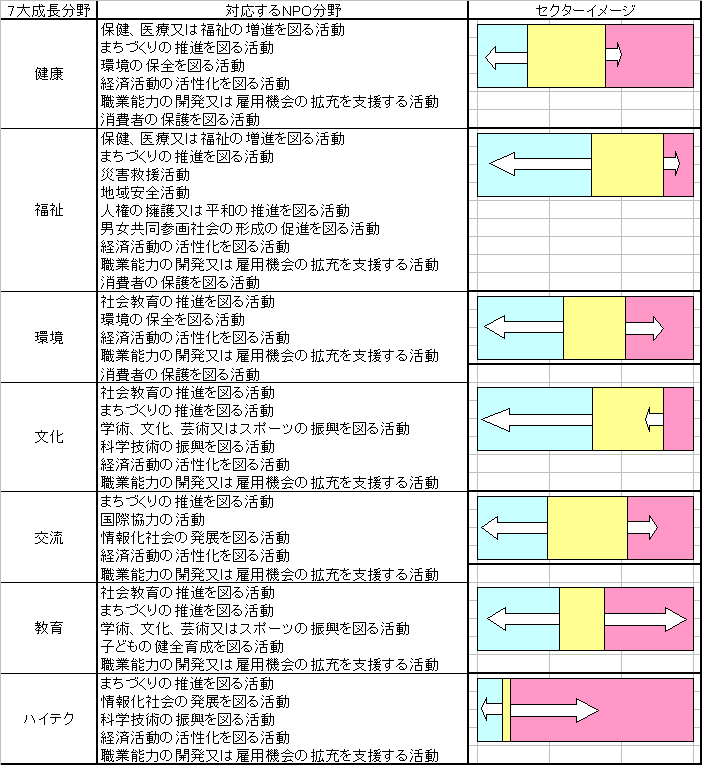 7大成長分野 対応するNPO分野 セクターイメージ
健康
保健、医療又は福祉の増進を図る活動
まちづくりの推進を図る活動
環境の保全を図る活動
経済活動の活性化を図る活動
職業能力の開発又は雇用機会の拡充を支援する活動
消費者の保護を図る活動
福祉
保健、医療又は福祉の増進を図る活動
まちづくりの推進を図る活動
災害救援活動
地域安全活動
人権の擁護又は平和の推進を図る活動
男女共同参画社会の形成の促進を図る活動
経済活動の活性化を図る活動
職業能力の開発又は雇用機会の拡充を支援する活動
消費者の保護を図る活動
環境
社会教育の推進を図る活動
環境の保全を図る活動
経済活動の活性化を図る活動
職業能力の開発又は雇用機会の拡充を支援する活動
消費者の保護を図る活動
文化
社会教育の推進を図る活動
まちづくりの推進を図る活動
学術、文化、芸術又はスポーツの振興を図る活動
科学技術の振興を図る活動
経済活動の活性化を図る活動
職業能力の開発又は雇用機会の拡充を支援する活動
交流
まちづくりの推進を図る活動
国際協力の活動
情報化社会の発展を図る活動
経済活動の活性化を図る活動
職業能力の開発又は雇用機会の拡充を支援する活動
教育
社会教育の推進を図る活動
まちづくりの推進を図る活動
学術、文化、芸術又はスポーツの振興を図る活動
子どもの健全育成を図る活動
職業能力の開発又は雇用機会の拡充を支援する活動
ハイテク
まちづくりの推進を図る活動
情報化社会の発展を図る活動
科学技術の振興を図る活動
経済活動の活性化を図る活動
職業能力の開発又は雇用機会の拡充を支援する活動